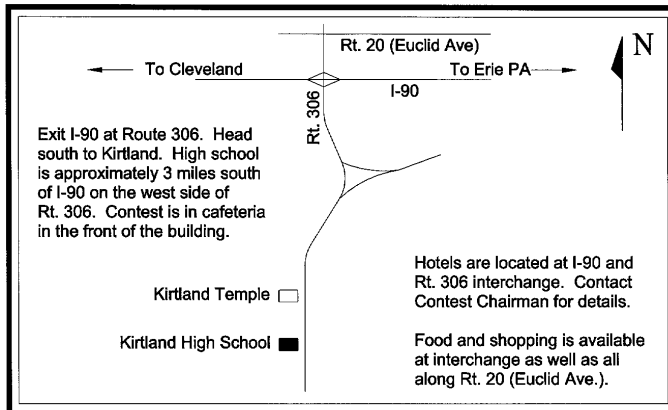 Rt. 20 (Euclid Ave)
N
To Cleveland
To Erie PA
I-90
Rt. 306
Exit I-90 at Route 306. Head
south to Kirtland. High school
is approximately 3 miles south
of I-90 on the west side of
Rt. 306. Contest is in cafeteria
in the front of the building.
Hotels are located at I-90 and
Rt. 306 interchange. Contact
Contest Chairman for details.
Kirtland Temple
Kirtland High School
Food and shopping is available
at interchange as well as all
along Rt. 20 (Euclid Ave.).